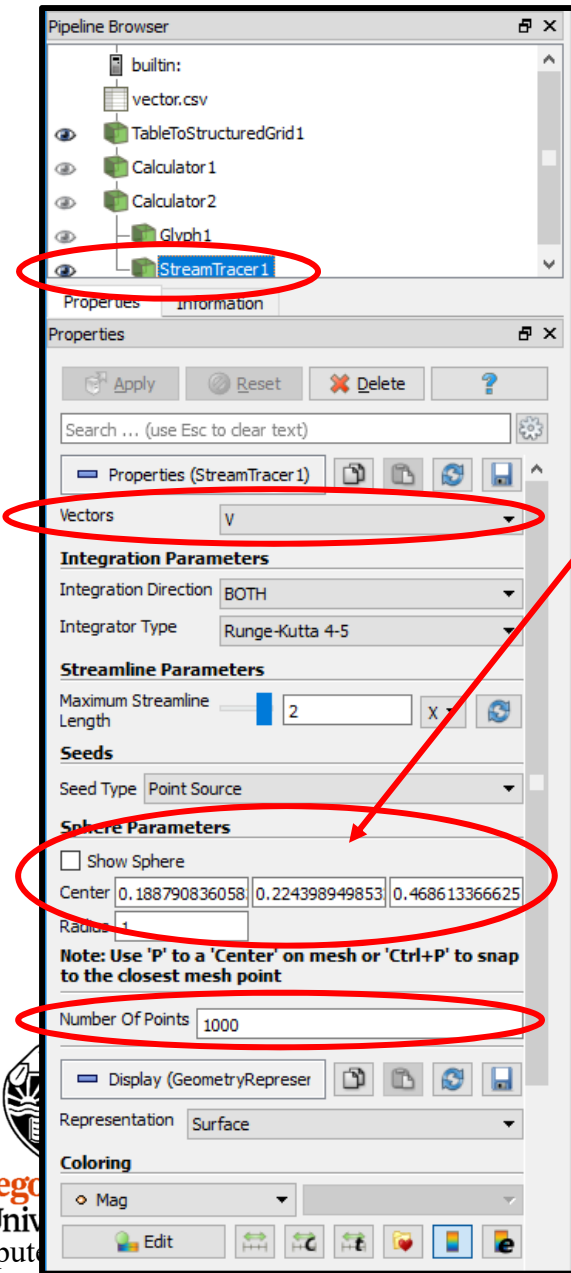 Pipeline Browser
builtin:
vector.csv
TableToStructuredGrid1
Calculator1
Calculator2
Glyph1
StreamTracer1
Properties Information
Properties
Apply Reset Delete ?
Search ... (use Esc to clear text)
Properties (StreamTracer1)
Vectors V
Integration Parameters
Integration Direction BOTH
Integrator Type Runge-Kutta 4-5
Streamline Parameters
Maximum Streamline
Length 2 X
Seeds
Seed Type Point Source
Sphere Parameters
Show Sphere
Center 0.188790836058 0.224398949853 0.468613366625
Radius 1
Note: Use 'P' to a 'Center' on mesh or 'Ctrl+P' to snap
to the closest mesh point
Number Of Points 1000
Display (GeometryRepreser
Representation Surface
Coloring
Mag
Edit c t e
ego
Univ
pute